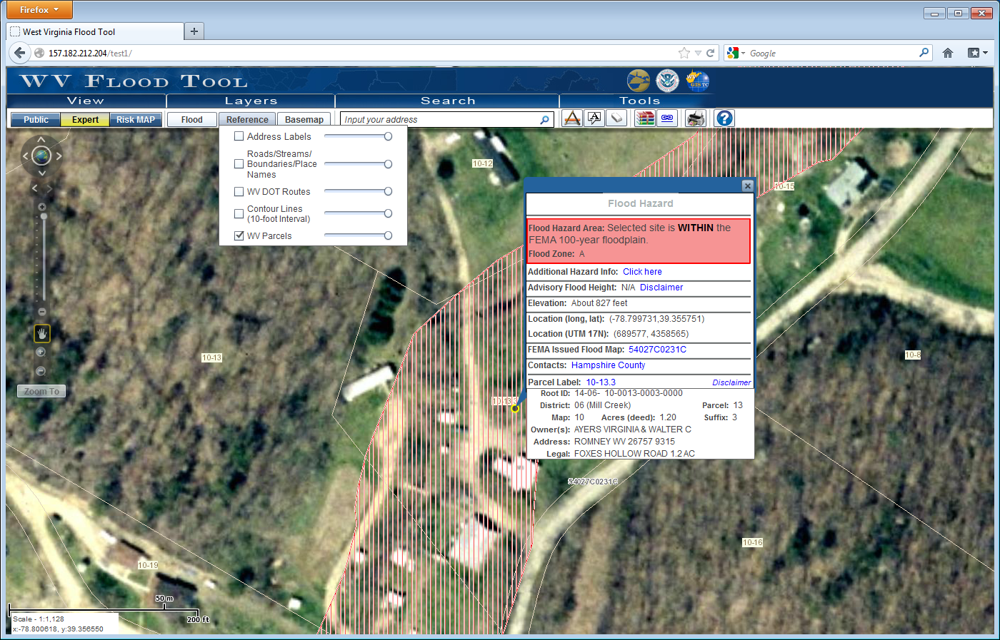 Firefox
West Virginia Flood Tool
157.182.212.204/test1/
Google
WV FLOOD TOOL
View Layers Search Tools
Public Expert Risk MAP Flood Reference Basemap Input your address
Address Labels
Roads/Streams/
Boundaries/Place
Names
WV DOT Routes
Contour Lines
(10-foot Interval)
WV Parcels
10-12
10-15
Flood Hazard
Flood Hazard Area: Selected site is WITHIN the
FEMA 100-year floodplain.
Flood Zone: A
Additional Hazard Info: Click here
Advisory Flood Height: N/A Disclaimer
Elevation: About 827 feet
Location (long, lat): (-78.799731,39.355751)
Location (UTM 17N): (689577, 4358565)
FEMA Issued Flood Map: 54027C0231C
Contacts: Hampshire County
Parcel Label: 10-13.3 Disclaimer
Root ID: 14-06- 10-0013-0003-0000
District: 06 (Mill Creek) Parcel: 13
Map: 10 Acres (deed): 1.20 Suffix: 3
Owner(s): AYERS VIRGINIA & WALTER C
Address: ROMNEY WV 26757 9315
Legal: FOXES HOLLOW ROAD 1.2 AC
10-13
10-8
Zoom To
10-13.3
54027C0231C
10-16
10-19
50 m
200 ft
Scale - 1:1,128
x:-78.800618, y:39.356550